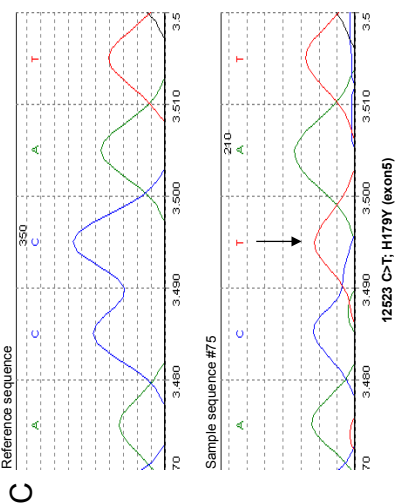 C
Reference sequence
350
A C C A T
70 3.480 3.490 3.500 3.510 3.5
Sample sequence #75
210
A C T A T
70 3.480 3.490 3.500 3.510 3.5
12523 C>T; H179Y (exon5)